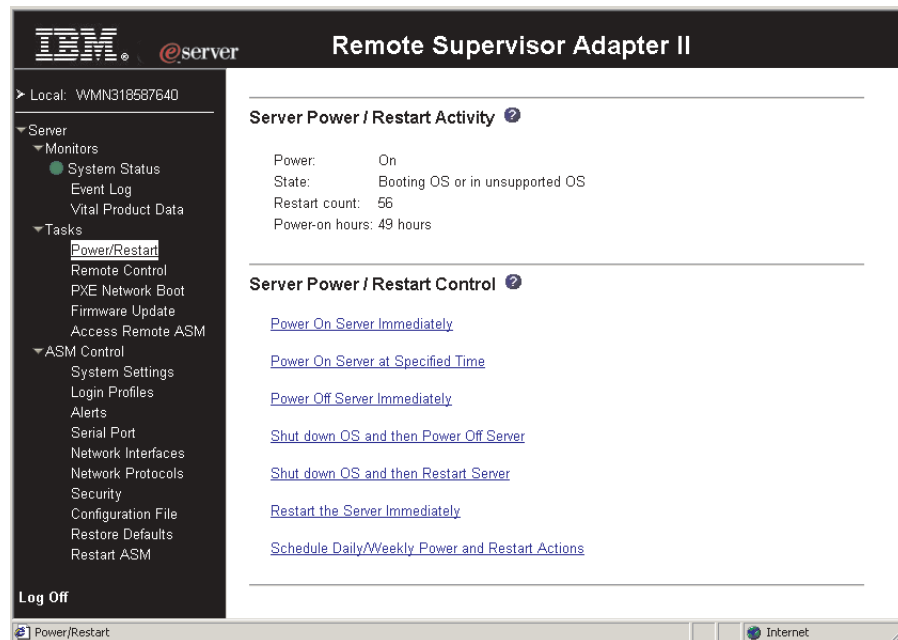 IBM® @server
Remote Supervisor Adapter II
Local: WMN318587640
Server
Monitors
System Status
Event Log
Vital Product Data
Tasks
Power/Restart
Remote Control
PXE Network Boot
Firmware Update
Access Remote ASM
ASM Control
System Settings
Login Profiles
Alerts
Serial Port
Network Interfaces
Network Protocols
Security
Configuration File
Restore Defaults
Restart ASM
Log Off
Server Power / Restart Activity ?
Power: On
State: Booting OS or in unsupported OS
Restart count: 56
Power-on hours: 49 hours
Server Power / Restart Control ?
Power On Server Immediately
Power On Server at Specified Time
Power Off Server Immediately
Shut down OS and then Power Off Server
Shut down OS and then Restart Server
Restart the Server Immediately
Schedule Daily/Weekly Power and Restart Actions
Power/Restart
Internet